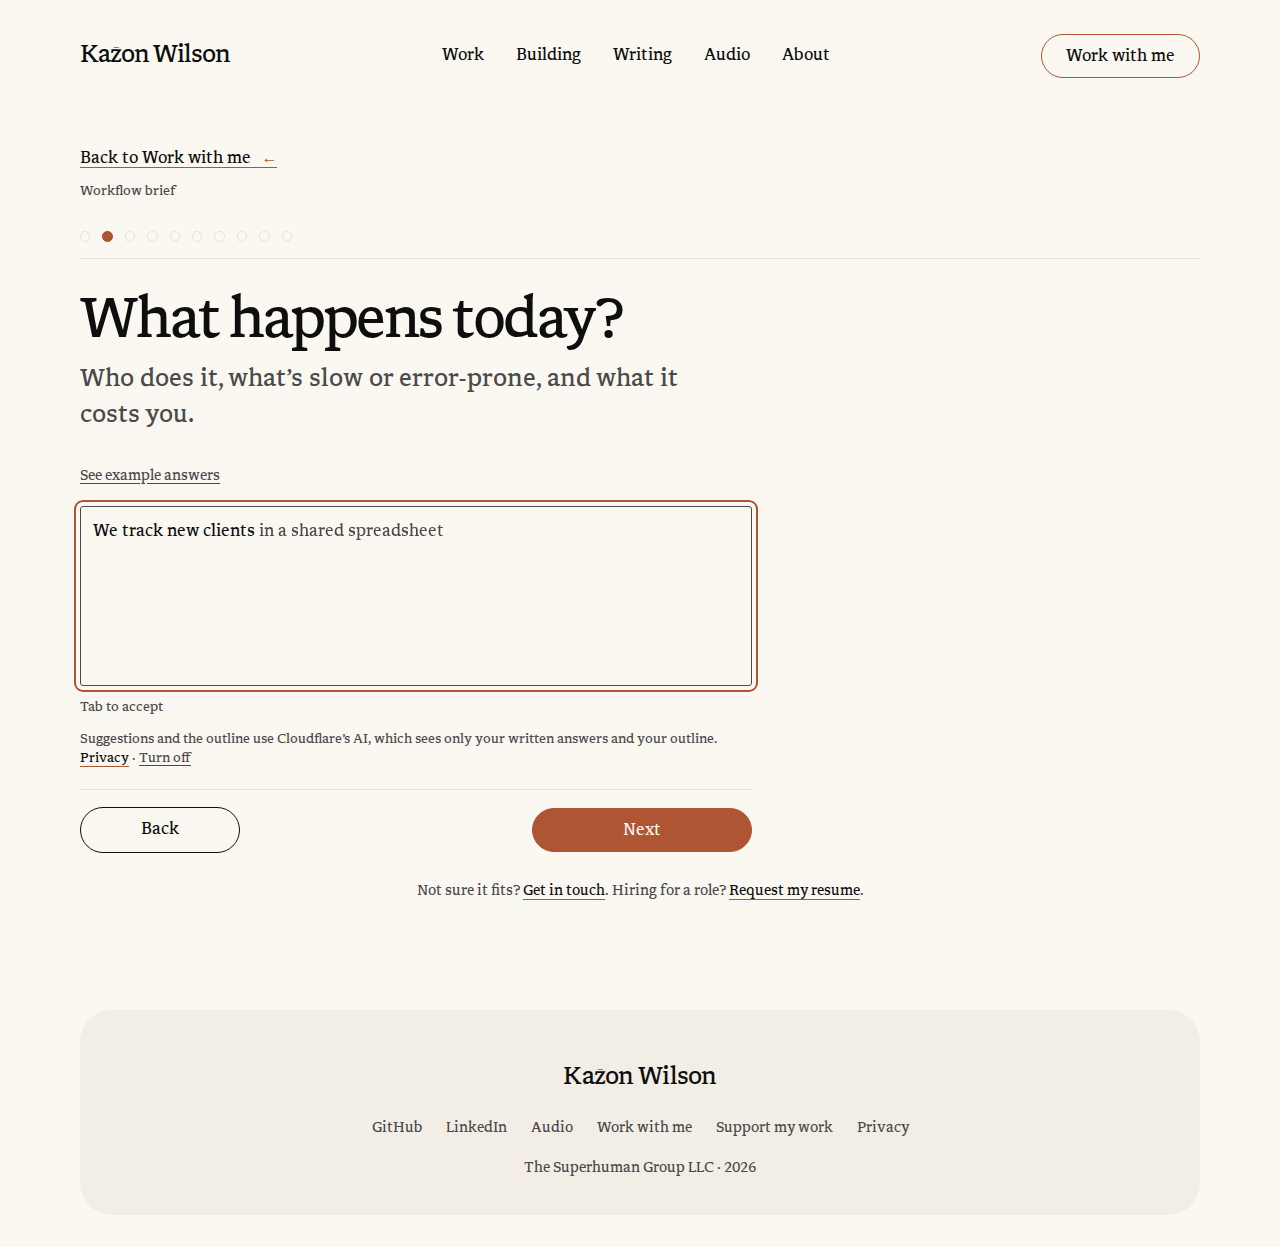 Każon Wilson
Work Building Writing Audio About
Work with me
Back to Work with me ←
Workflow brief
What happens today?
Who does it, what’s slow or error-prone, and what it
costs you.
See example answers
We track new clients in a shared spreadsheet
Tab to accept
Suggestions and the outline use Cloudflare’s AI, which sees only your written answers and your outline.
Privacy · Turn off
Back
Next
Not sure it fits? Get in touch. Hiring for a role? Request my resume.
Każon Wilson
GitHub LinkedIn Audio Work with me Support my work Privacy
The Superhuman Group LLC · 2026